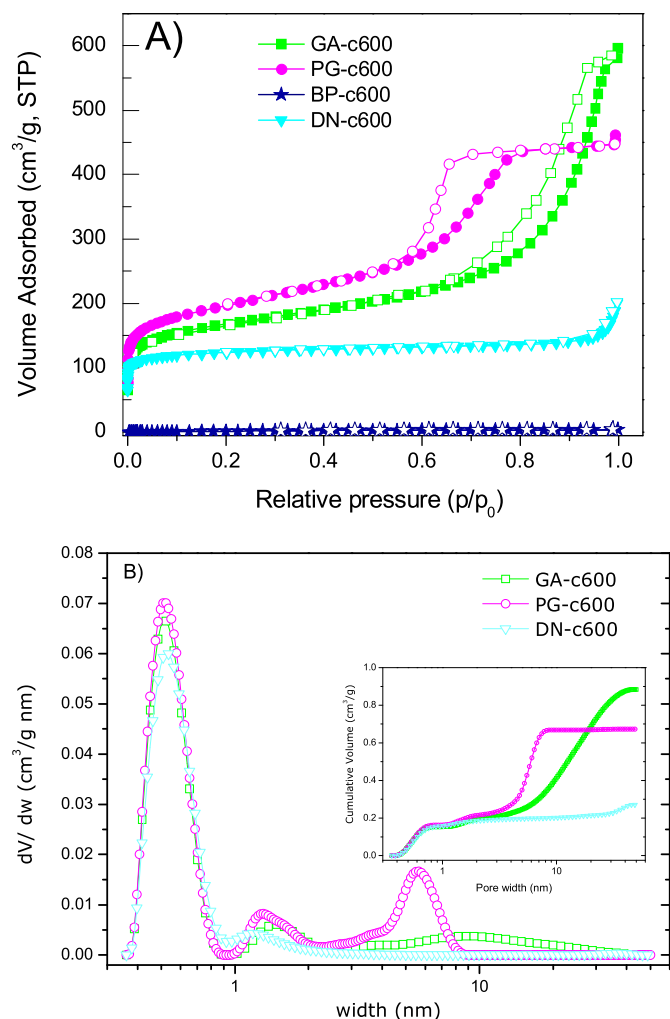 A)
GA-c600
PG-c600
BP-c600
DN-c600
Volume Adsorbed (cm³/g, STP)
600
500
400
300
200
100
0
0.0 0.2 0.4 0.6 0.8 1.0
Relative pressure (p/p₀)
B)
GA-c600
PG-c600
DN-c600
dV/ dw (cm³/g nm)
0.08
0.07
0.06
0.05
0.04
0.03
0.02
0.01
0.00
Cumulative Volume (cm³/g)
1.0
0.8
0.6
0.4
0.2
0.0
1 10
Pore width (nm)
1 10
width (nm)